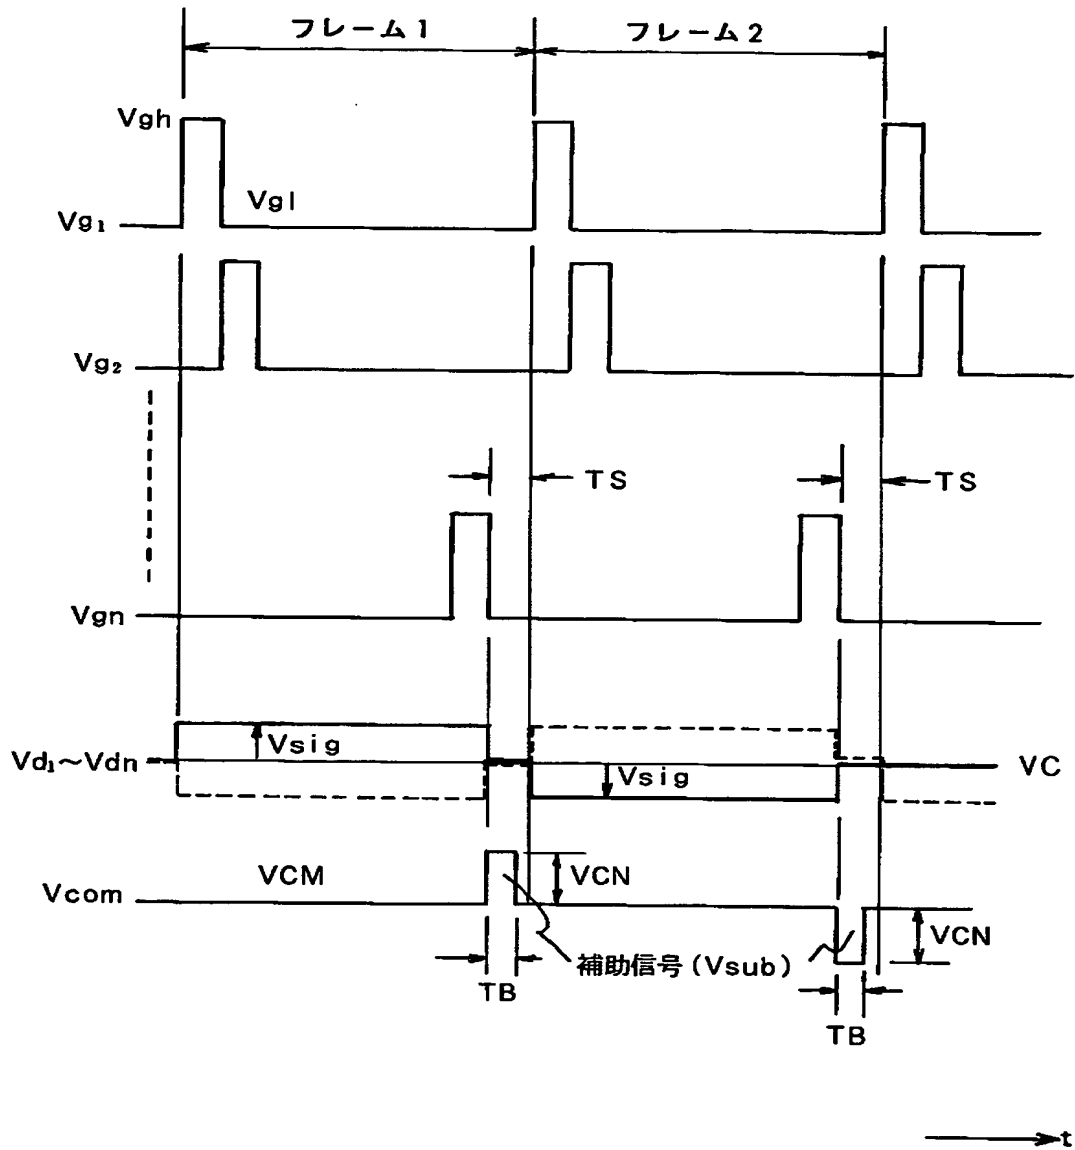 フレーム1
フレーム2
Vgh
Vgl
Vg₁
Vg₂
TS
TS
Vgn
Vsig
Vd₁～Vdn
Vsig
VC
VCM
VCN
Vcom
VCN
補助信号(Vsub)
TB
TB
t